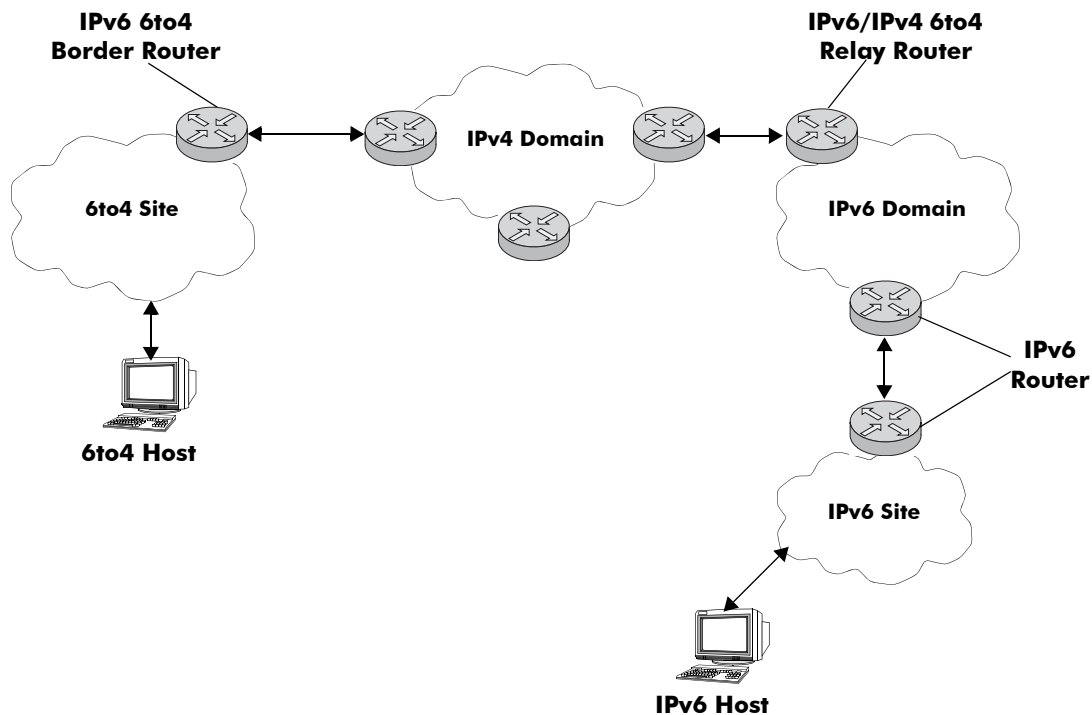 IPv6 6to4
Border Router
IPv6/IPv4 6to4
Relay Router
IPv4 Domain
6to4 Site
IPv6 Domain
IPv6
Router
6to4 Host
IPv6 Site
IPv6 Host